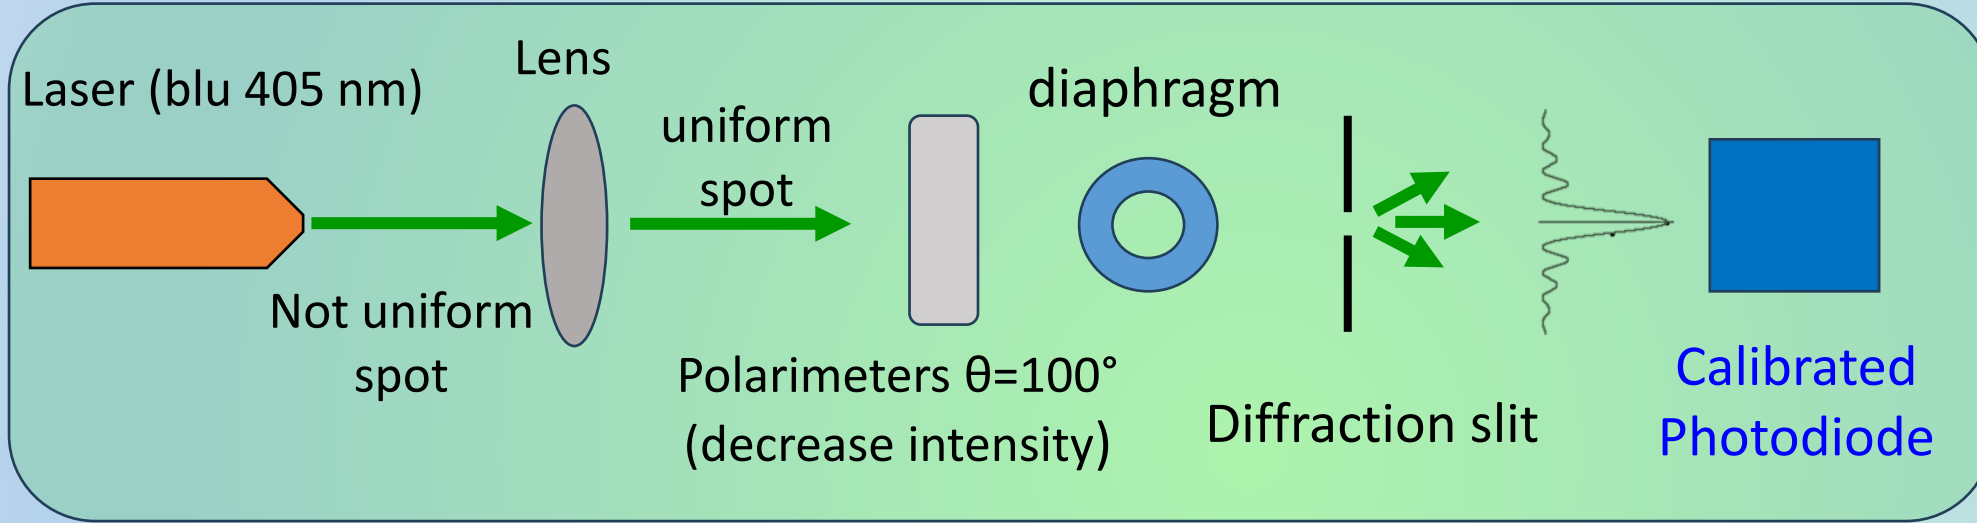 Laser (blu 405 nm)
Lens
uniform
spot
diaphragm
Not uniform
spot
Polarimeters θ=100°
(decrease intensity)
Diffraction slit
Calibrated
Photodiode